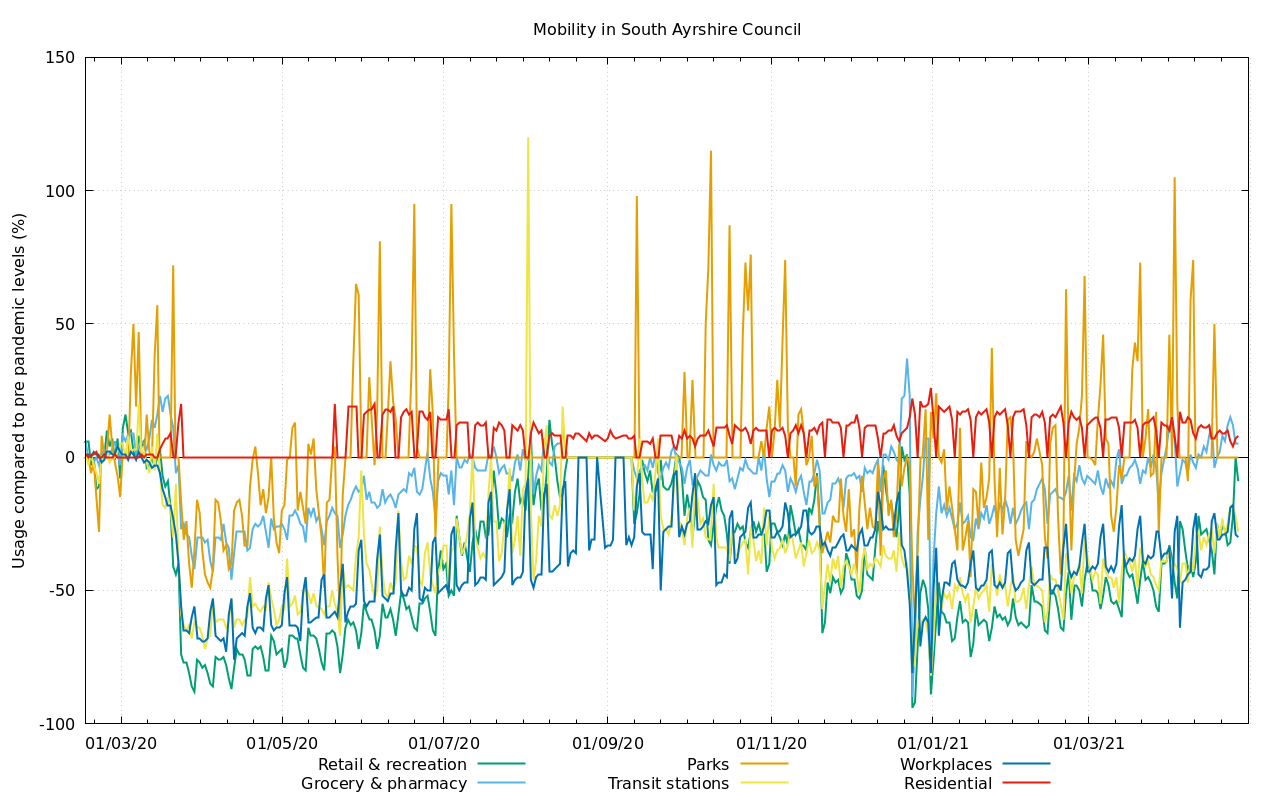 Mobility in South Ayrshire Council
Usage compared to pre pandemic levels (%)
150
100
50
0
-50
-100
01/03/20 01/05/20 01/07/20 01/09/20 01/11/20 01/01/21 01/03/21
Retail & recreation Parks Workplaces
Grocery & pharmacy Transit stations Residential